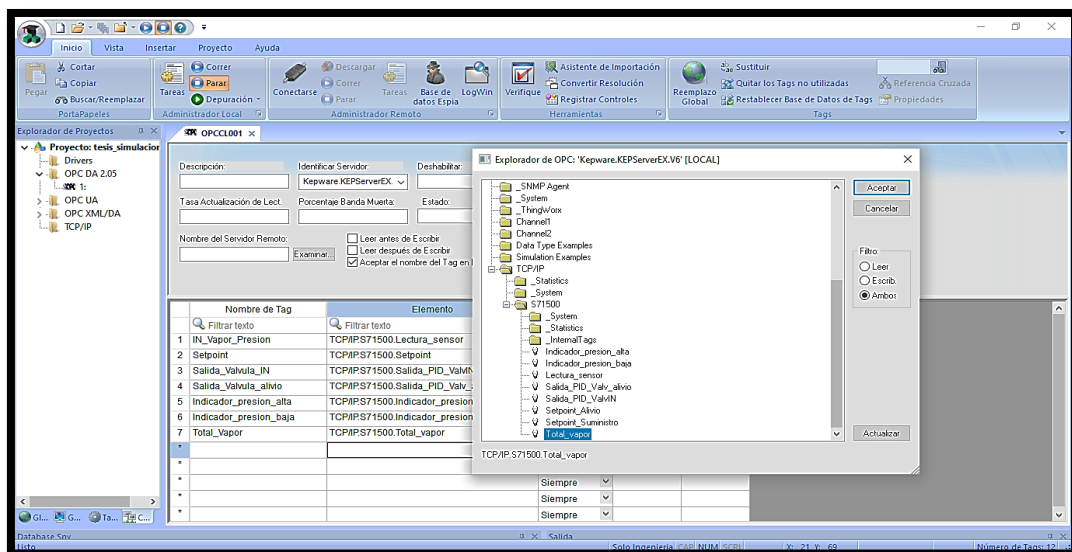 Inicio Vista Insertar Proyecto Ayuda
Pegar
Cortar
Copiar
Buscar/Reemplazar
PortaPapeles
Tareas
Correr
Parar
Depuración
Administrador Local
Conectarse
Descargar
Correr
Parar
Tareas
Base de datos Espia
LogWin
Administrador Remoto
Verifique
Asistente de Importación
Convertir Resolución
Registrar Controles
Herramientas
Reemplazo Global
Sustituir
Quitar los Tags no utilizadas
Restablecer Base de Datos de Tags
Referencia Cruzada
Propiedades
Tags
Explorador de Proyectos
Proyecto: tesis_simulacior
Drivers
OPC DA 2.05
1:
OPC UA
OPC XML/DA
TCP/IP
Gl... G... Ta... C...
OPCCL001
Descripción:
Identificar Servidor:
Deshabilitar:
Kepware.KEPServerEX.
Tasa Actualización de Lect.
Porcentaje Banda Muerta:
Estado:
Nombre del Servidor Remoto:
Examinar...
Leer antes de Escribir
Leer después de Escribir
Aceptar el nombre del Tag en
Nombre de Tag Elemento
Filtrar texto Filtrar texto
1 IN_Vapor_Presion TCP/IP.S71500.Lectura_sensor
2 Setpoint TCP/IP.S71500.Setpoint
3 Salida_Valvula_IN TCP/IP.S71500.Salida_PID_ValvIN
4 Salida_Valvula_alivio TCP/IP.S71500.Salida_PID_Valv_
5 Indicador_presion_alta TCP/IP.S71500.Indicador_presion
6 Indicador_presion_baja TCP/IP.S71500.Indicador_presion
7 Total_Vapor TCP/IP.S71500.Total_vapor
*
*
* Siempre
* Siempre
* Siempre
Explorador de OPC: 'Kepware.KEPServerEX.V6' [LOCAL]
_SNMP Agent
_System
_ThingWorx
Channel1
Channel2
Data Type Examples
Simulation Examples
TCP/IP
_Statistics
_System
S71500
_System
_Statistics
_InternalTags
Indicador_presion_alta
Indicador_presion_baja
Lectura_sensor
Salida_PID_Valv_alivio
Salida_PID_ValvIN
Setpoint_Alivio
Setpoint_Suministro
Total_vapor
TCP/IP.S71500.Total_vapor
Aceptar
Cancelar
Filtro:
Leer
Escrib.
Ambos
Actualizar
Database Spy
Salida
Listo
Solo Ingenieria CAP NUM SCRL X: 21 Y: 69 Número de Tags: 12